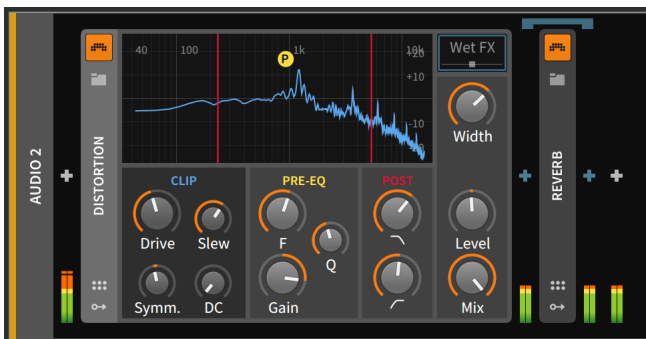 AUDIO 2
DISTORTION
40
100
1k
10k
+20
+10
-10
P
Wet FX
Width
CLIP
PRE-EQ
POST
Drive
Slew
F
Q
Level
Symm.
DC
Gain
Mix
REVERB